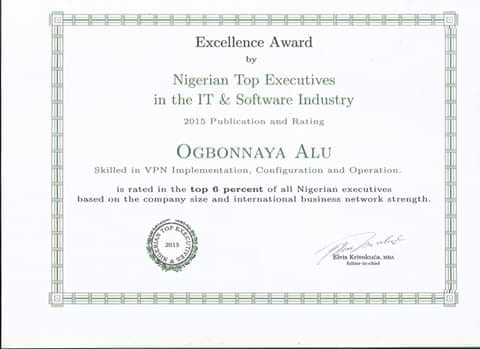 Excellence Award
by
Nigerian Top Executives
in the IT & Software Industry
2015 Publication and Rating
OGBONNAYA ALU
Skilled in VPN Implementation, Configuration and Operation.
is rated in the top 6 percent of all Nigerian executives
based on the company size and international business network strength.
NIGERIAN TOP EXECUTIVES
2015
Elvis Krivokuća, MBA
Editor-in-chief